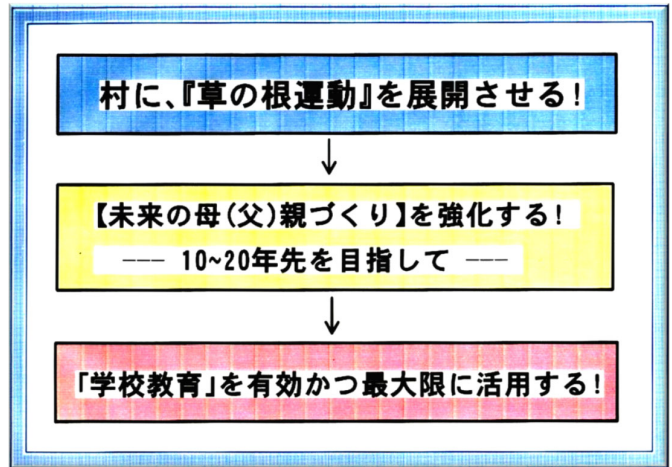 村に、『草の根運動』を展開させる!
↓
【未来の母(父)親づくり】を強化する!
--- 10~20年先を目指して ---
↓
「学校教育」を有効かつ最大限に活用する!